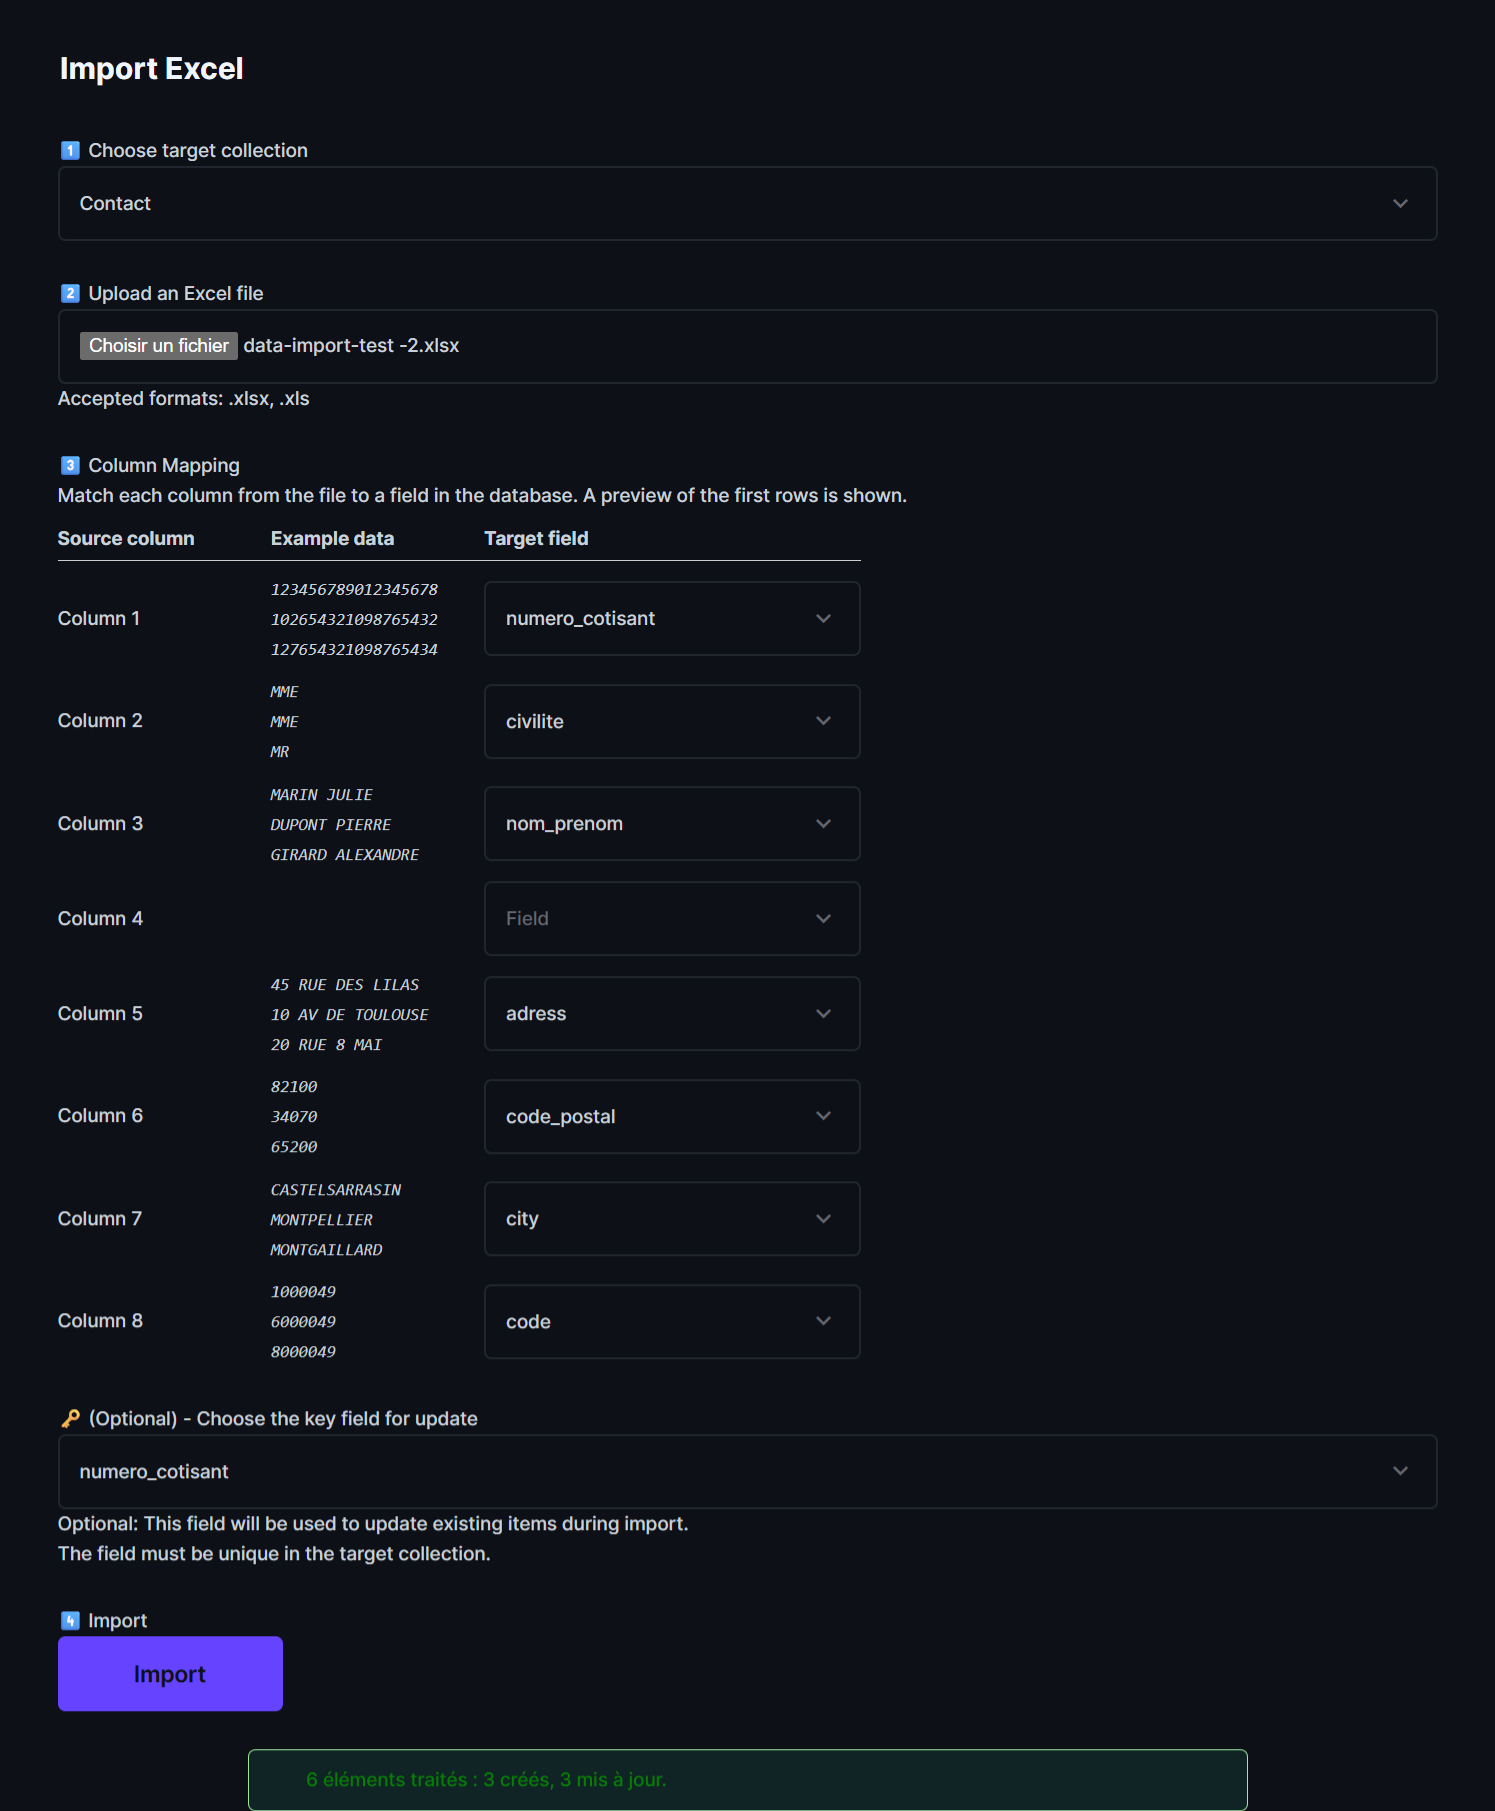 Import Excel
1 Choose target collection
Contact
2 Upload an Excel file
Choisir un fichier data-import-test -2.xlsx
Accepted formats: .xlsx, .xls
3 Column Mapping
Match each column from the file to a field in the database. A preview of the first rows is shown.
Source column Example data Target field
Column 1
123456789012345678
102654321098765432
127654321098765434
numero_cotisant
Column 2
MME
MME
MR
civilite
Column 3
MARIN JULIE
DUPONT PIERRE
GIRARD ALEXANDRE
nom_prenom
Column 4
Field
Column 5
45 RUE DES LILAS
10 AV DE TOULOUSE
20 RUE 8 MAI
adress
Column 6
82100
34070
65200
code_postal
Column 7
CASTELSARRASIN
MONTPELLIER
MONTGAILLARD
city
Column 8
1000049
6000049
8000049
code
(Optional) - Choose the key field for update
numero_cotisant
Optional: This field will be used to update existing items during import.
The field must be unique in the target collection.
4 Import
Import
6 éléments traités : 3 créés, 3 mis à jour.